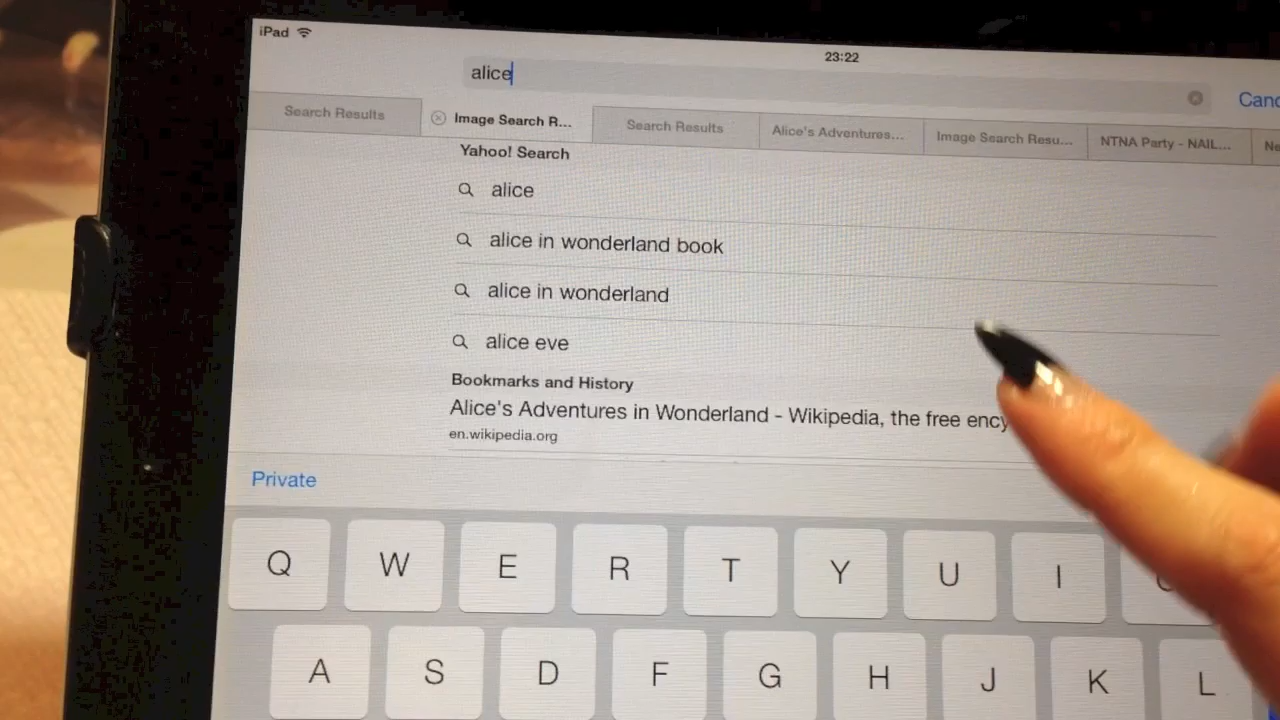 iPad
23:22
alice
Canc
Search Results
Image Search R...
Search Results
Alice's Adventures...
Image Search Resu...
NTNA Party - NAIL...
Ne
Yahoo! Search
alice
alice in wonderland book
alice in wonderland
alice eve
Bookmarks and History
Alice's Adventures in Wonderland - Wikipedia, the free ency
en.wikipedia.org
Private
Q W E R T Y U I
A S D F G H J K L